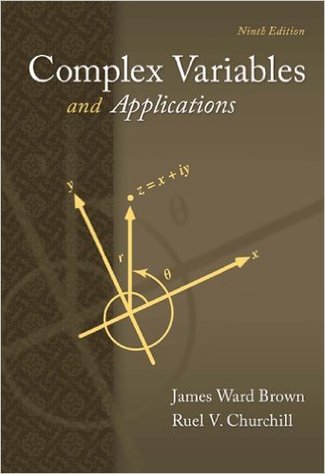 Ninth Edition
Complex Variables
and Applications
y
z = x + iy
r
θ
x
James Ward Brown
Ruel V. Churchill